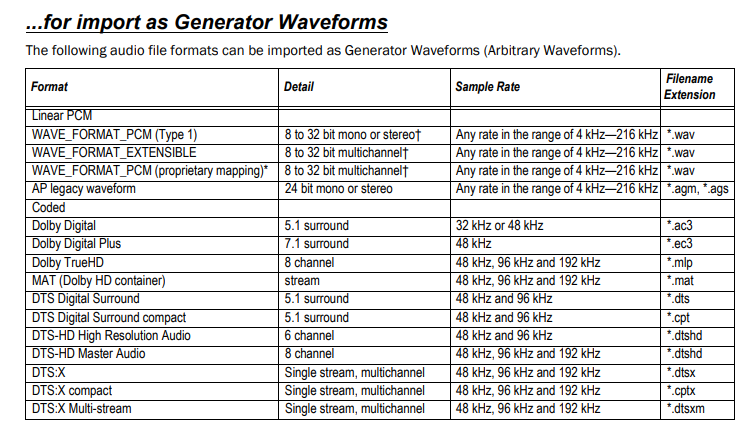 ...for import as Generator Waveforms
The following audio file formats can be imported as Generator Waveforms (Arbitrary Waveforms).
Format Detail Sample Rate Filename Extension
Linear PCM
WAVE_FORMAT_PCM (Type 1) 8 to 32 bit mono or stereo† Any rate in the range of 4 kHz—216 kHz *.wav
WAVE_FORMAT_EXTENSIBLE 8 to 32 bit multichannel† Any rate in the range of 4 kHz—216 kHz *.wav
WAVE_FORMAT_PCM (proprietary mapping)* 8 to 32 bit multichannel† Any rate in the range of 4 kHz—216 kHz *.wav
AP legacy waveform 24 bit mono or stereo Any rate in the range of 4 kHz—216 kHz *.agm, *.ags
Coded
Dolby Digital 5.1 surround 32 kHz or 48 kHz *.ac3
Dolby Digital Plus 7.1 surround 48 kHz *.ec3
Dolby TrueHD 8 channel 48 kHz, 96 kHz and 192 kHz *.mlp
MAT (Dolby HD container) stream 48 kHz, 96 kHz and 192 kHz *.mat
DTS Digital Surround 5.1 surround 48 kHz and 96 kHz *.dts
DTS Digital Surround compact 5.1 surround 48 kHz and 96 kHz *.cpt
DTS-HD High Resolution Audio 6 channel 48 kHz and 96 kHz *.dtshd
DTS-HD Master Audio 8 channel 48 kHz, 96 kHz and 192 kHz *.dtshd
DTS:X Single stream, multichannel 48 kHz, 96 kHz and 192 kHz *.dtsx
DTS:X compact Single stream, multichannel 48 kHz, 96 kHz and 192 kHz *.cptx
DTS:X Multi-stream Single stream, multichannel 48 kHz, 96 kHz and 192 kHz *.dtsxm